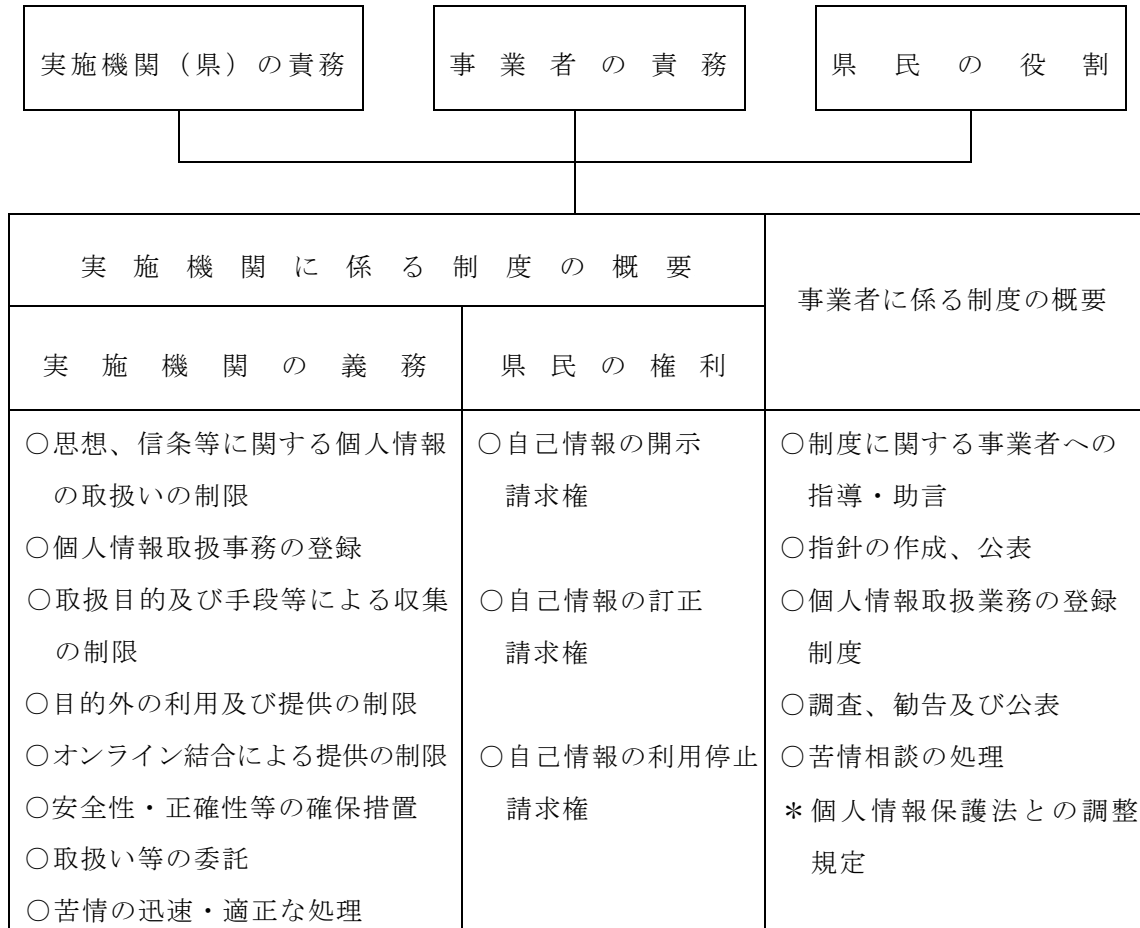 実施機関（県）の責務
事業者の責務
県民の役割
実施機関に係る制度の概要
事業者に係る制度の概要
実施機関の義務
県民の権利
○思想、信条等に関する個人情報
の取扱いの制限
○個人情報取扱事務の登録
○取扱目的及び手段等による収集
の制限
○目的外の利用及び提供の制限
○オンライン結合による提供の制限
○安全性・正確性等の確保措置
○取扱い等の委託
○苦情の迅速・適正な処理
○自己情報の開示
請求権
○自己情報の訂正
請求権
○自己情報の利用停止
請求権
○制度に関する事業者への
指導・助言
○指針の作成、公表
○個人情報取扱業務の登録
制度
○調査、勧告及び公表
○苦情相談の処理
＊個人情報保護法との調整
規定